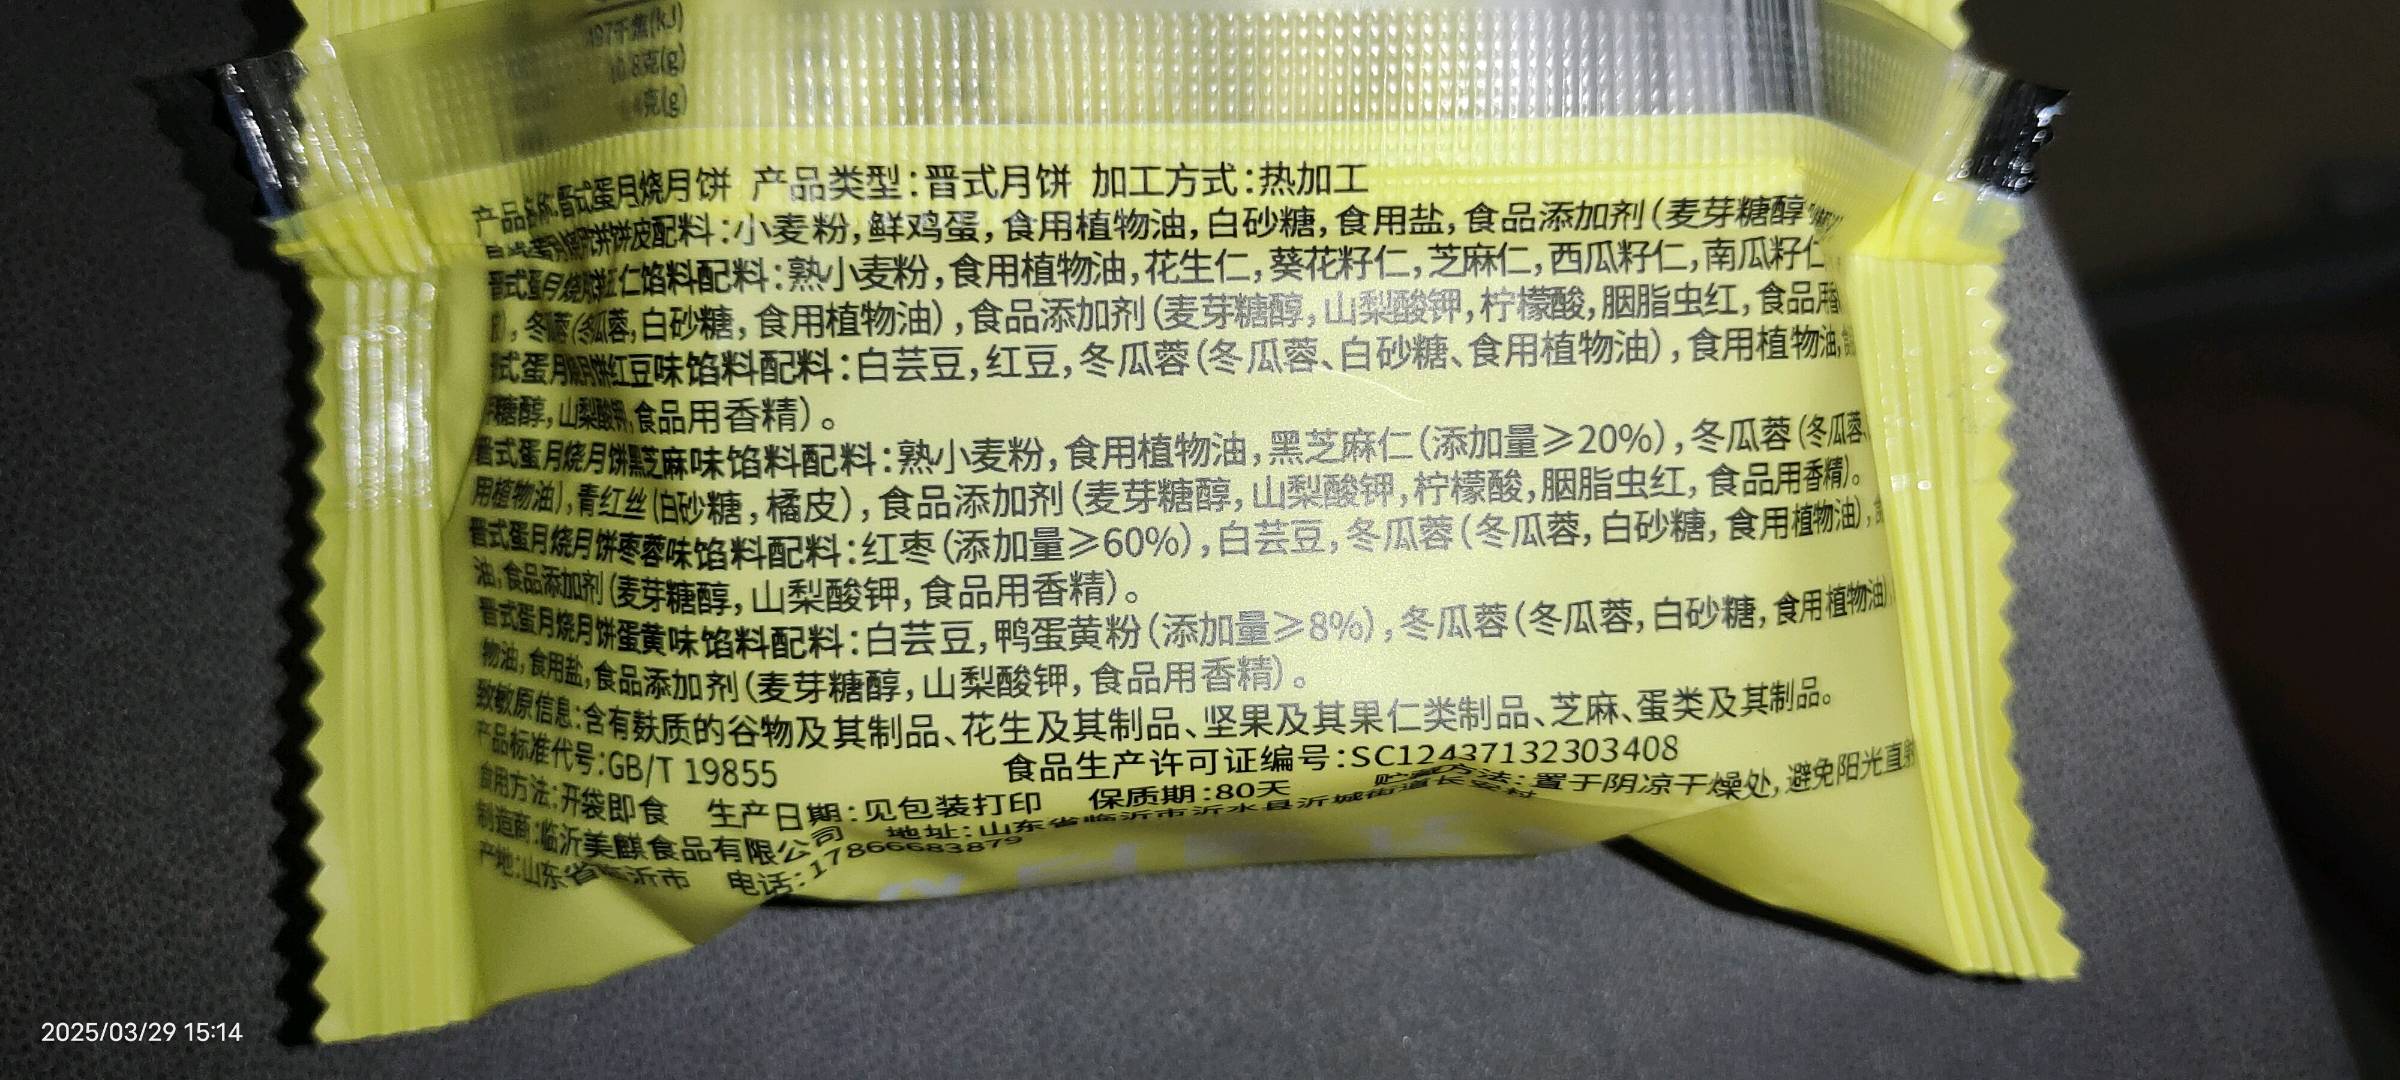 97千焦(kJ)
8克(g)
克(g)
产品名称:晋式蛋月烧月饼 产品类型:晋式月饼 加工方式:热加工
晋式蛋月烧月饼饼皮配料:小麦粉,鲜鸡蛋,食用植物油,白砂糖,食用盐,食品添加剂(麦芽糖醇
晋式蛋月烧月饼五仁馅料配料:熟小麦粉,食用植物油,花生仁,葵花籽仁,芝麻仁,西瓜籽仁,南瓜籽仁
),冬瓜蓉(冬瓜蓉,白砂糖,食用植物油),食品添加剂(麦芽糖醇,山梨酸钾,柠檬酸,胭脂虫红,食品用香
式蛋月烧月饼红豆味馅料配料:白芸豆,红豆,冬瓜蓉(冬瓜蓉、白砂糖、食用植物油),食用植物油,
芽糖醇,山梨酸钾,食品用香精)。
晋式蛋月烧月饼黑芝麻味馅料配料:熟小麦粉,食用植物油,黑芝麻仁(添加量≥20%),冬瓜蓉(冬瓜蓉,
用植物油),青红丝(白砂糖,橘皮),食品添加剂(麦芽糖醇,山梨酸钾,柠檬酸,胭脂虫红,食品用香精)。
晋式蛋月烧月饼枣蓉味馅料配料:红枣(添加量≥60%),白芸豆,冬瓜蓉(冬瓜蓉,白砂糖,食用植物油),
油,食品添加剂(麦芽糖醇,山梨酸钾,食品用香精)。
晋式蛋月烧月饼蛋黄味馅料配料:白芸豆,鸭蛋黄粉(添加量≥8%),冬瓜蓉(冬瓜蓉,白砂糖,食用植物油)
物油,食用盐,食品添加剂(麦芽糖醇,山梨酸钾,食品用香精)。
致敏原信息:含有麸质的谷物及其制品、花生及其制品、坚果及其果仁类制品、芝麻、蛋类及其制品。
产品标准代号:GB/T 19855 食品生产许可证编号:SC12437132303408
食用方法:开袋即食 生产日期:见包装打印 保质期:80天 贮藏方法:置于阴凉干燥处,避免阳光直射
制造商:临沂美麒食品有限公司 地址:山东省临沂市沂水县沂城街道长安村
产地:山东省临沂市 电话:17866683879
2025/03/29 15:14